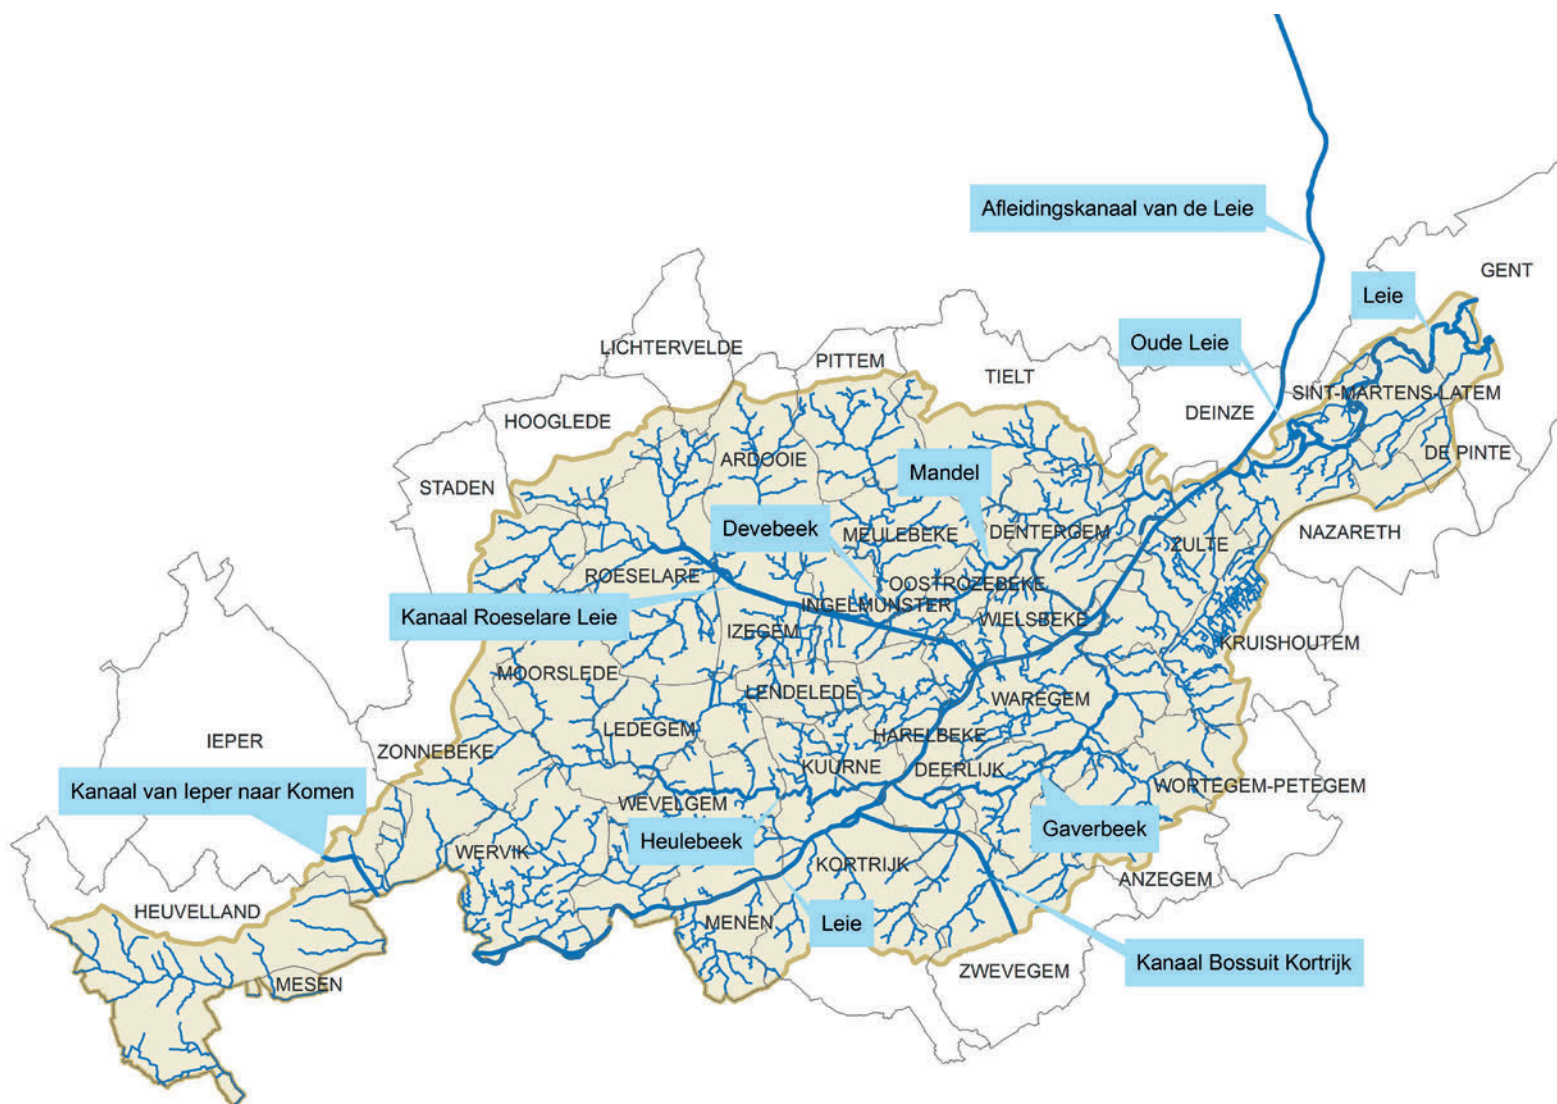 Afleidingskanaal van de Leie
GENT
Leie
Oude Leie
LICHTERVELDE
PITTEM
TIELT
SINT-MARTENS-LATEM
DEINZE
HOOGLEDE
DE PINTE
ARDOOIE
Mandel
STADEN
Devebeek
MEULEBEKE
DENTERGEM
NAZARETH
ZULTE
ROESELARE
OOSTROZEBEKE
INGELMUNSTER
Kanaal Roeselare Leie
WIELSBEKE
IZEGEM
KRUISHOUTEM
MOORSLEDE
LENDELEDE
WAREGEM
LEDEGEM
HARELBEKE
IEPER
ZONNEBEKE
KUURNE
DEERLIJK
WORTEGEM-PETEGEM
Kanaal van Ieper naar Komen
WEVELGEM
Gaverbeek
Heulebeek
WERVIK
KORTRIJK
ANZEGEM
HEUVELLAND
MENEN
Leie
Kanaal Bossuit Kortrijk
ZWEVEGEM
MESEN